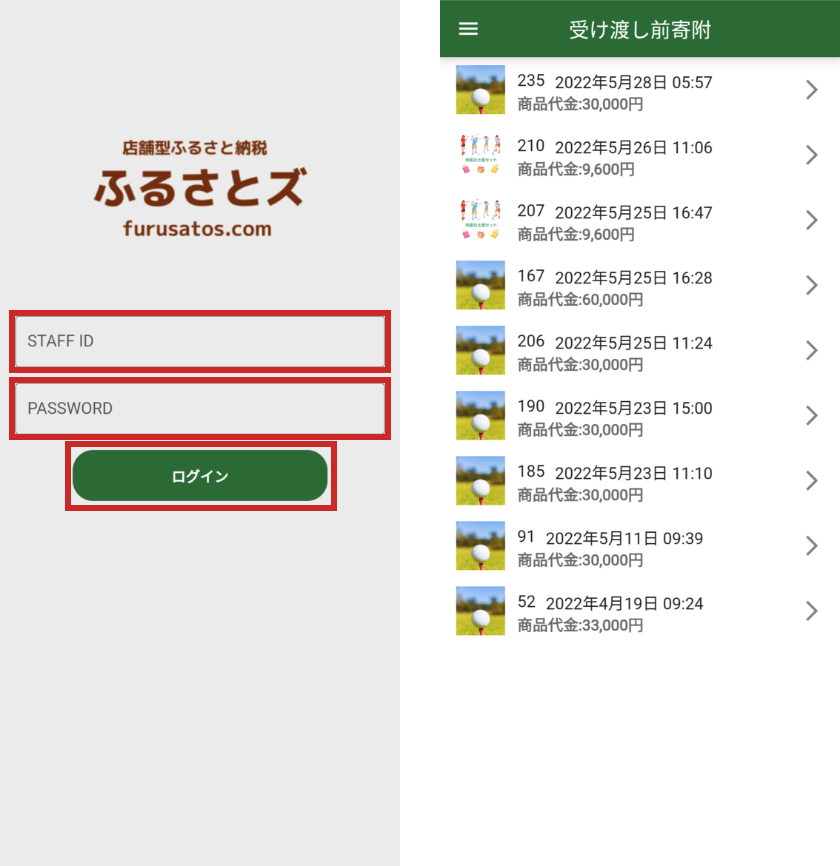 店舗型ふるさと納税
ふるさとズ
furusatos.com
STAFF ID
PASSWORD
ログイン
受け渡し前寄附
235 2022年5月28日 05:57
商品代金:30,000円
210 2022年5月26日 11:06
商品代金:9,600円
207 2022年5月25日 16:47
商品代金:9,600円
167 2022年5月25日 16:28
商品代金:60,000円
206 2022年5月25日 11:24
商品代金:30,000円
190 2022年5月23日 15:00
商品代金:30,000円
185 2022年5月23日 11:10
商品代金:30,000円
91 2022年5月11日 09:39
商品代金:30,000円
52 2022年4月19日 09:24
商品代金:33,000円